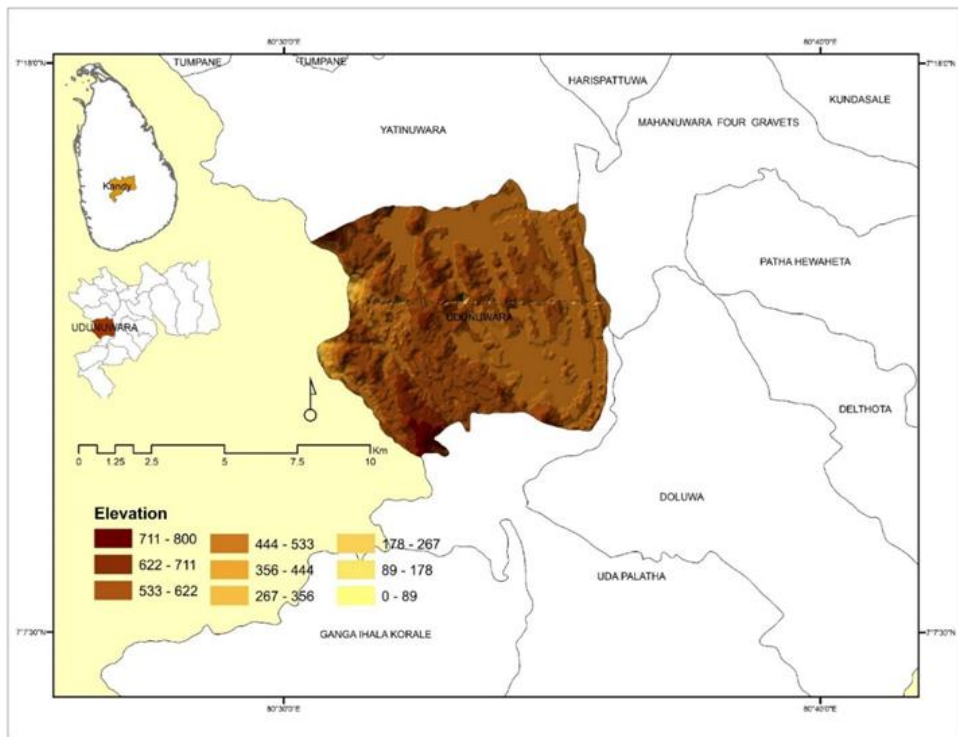 80°30'0"E
80°40'0"E
7°18'0"N
7°18'0"N
TUMPANE
TUMPANE
HARISPATTUWA
KUNDASALE
MAHANUWARA FOUR GRAVETS
YATINUWARA
Kandy
PATHA HEWAHETA
UDUNUWARA
UDUNUWARA
DELTHOTA
Km
0 1.25 2.5 5 7.5 10
DOLUWA
Elevation
711 - 800
622 - 711
533 - 622
444 - 533
356 - 444
267 - 356
178 - 267
89 - 178
0 - 89
UDA PALATHA
GANGA IHALA KORALE
7°7'30"N
7°7'30"N
80°30'0"E
80°40'0"E